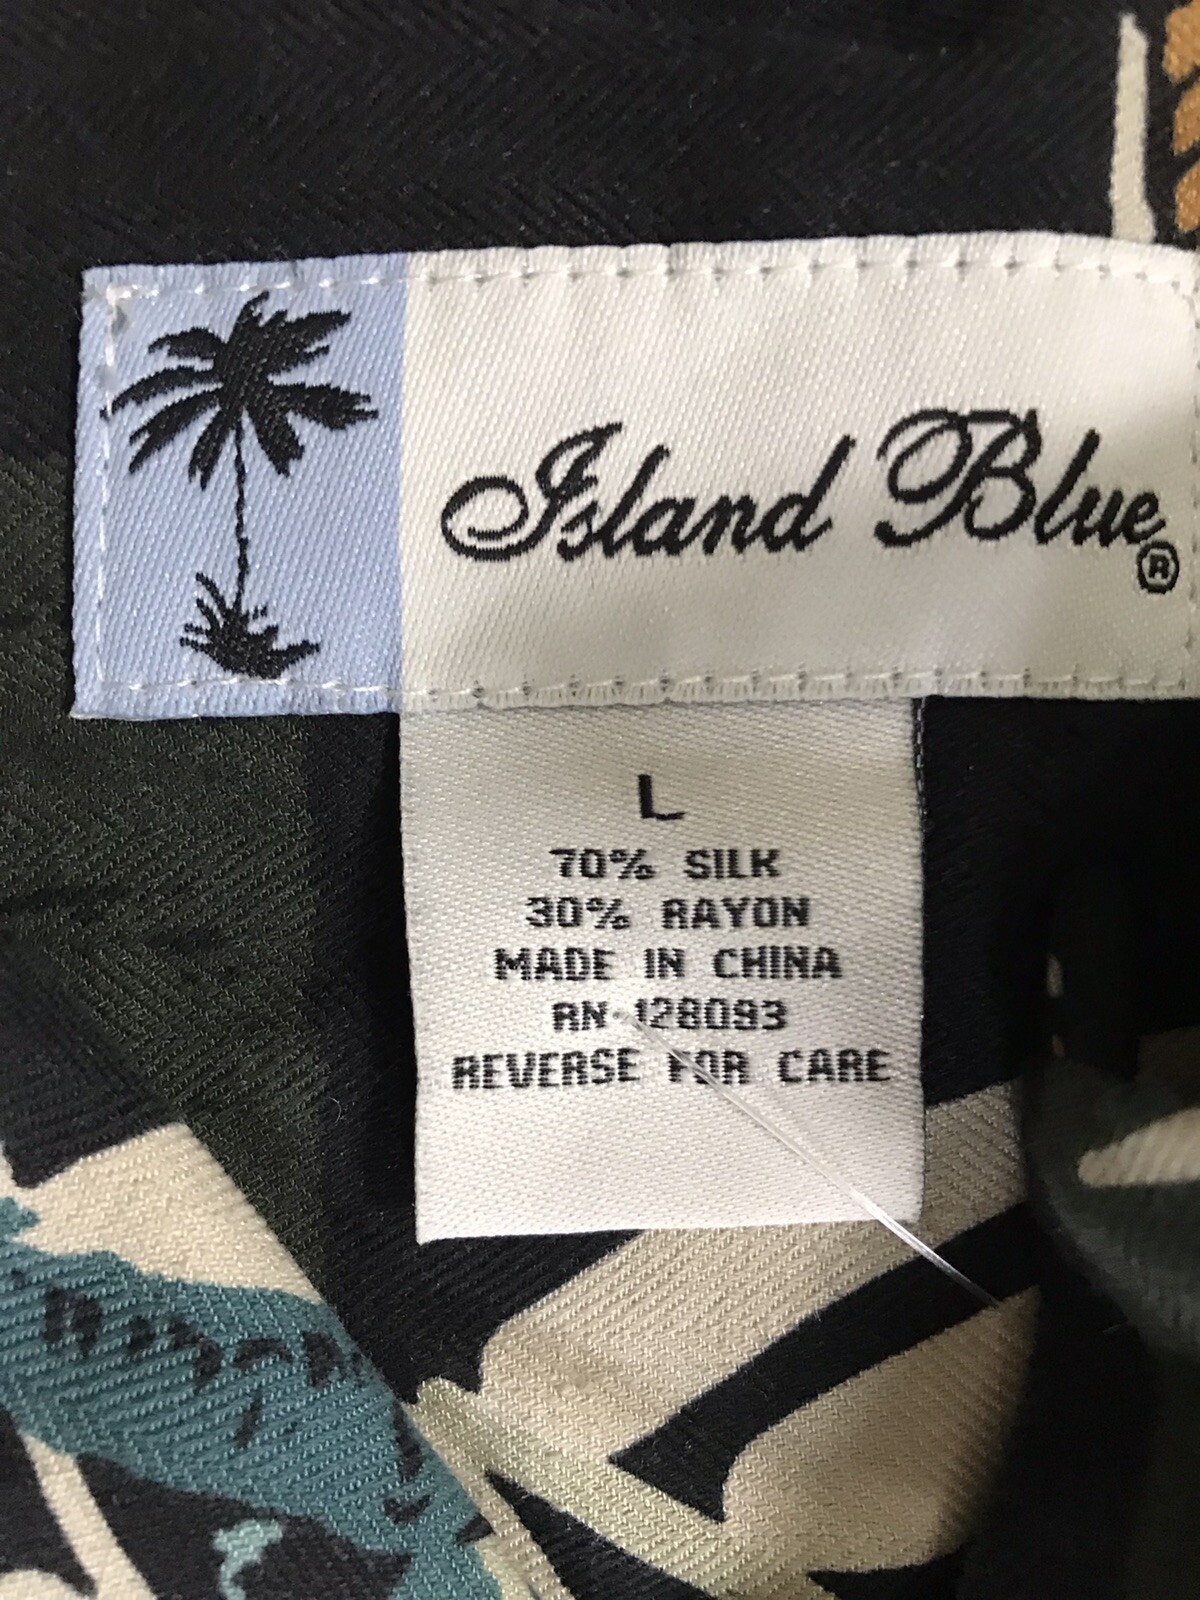 Island Blue®
L
70% SILK
30% RAYON
MADE IN CHINA
RN 128093
REVERSE FOR CARE